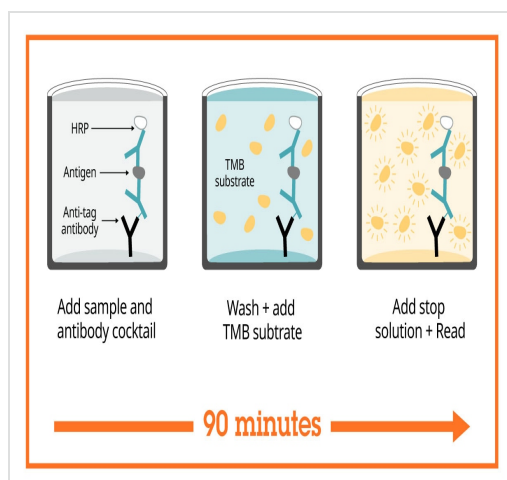 HRP
Antigen
Anti-tag
antibody
TMB
substrate
Add sample and
antibody cocktail
Wash + add
TMB subtrate
Add stop
solution + Read
90 minutes